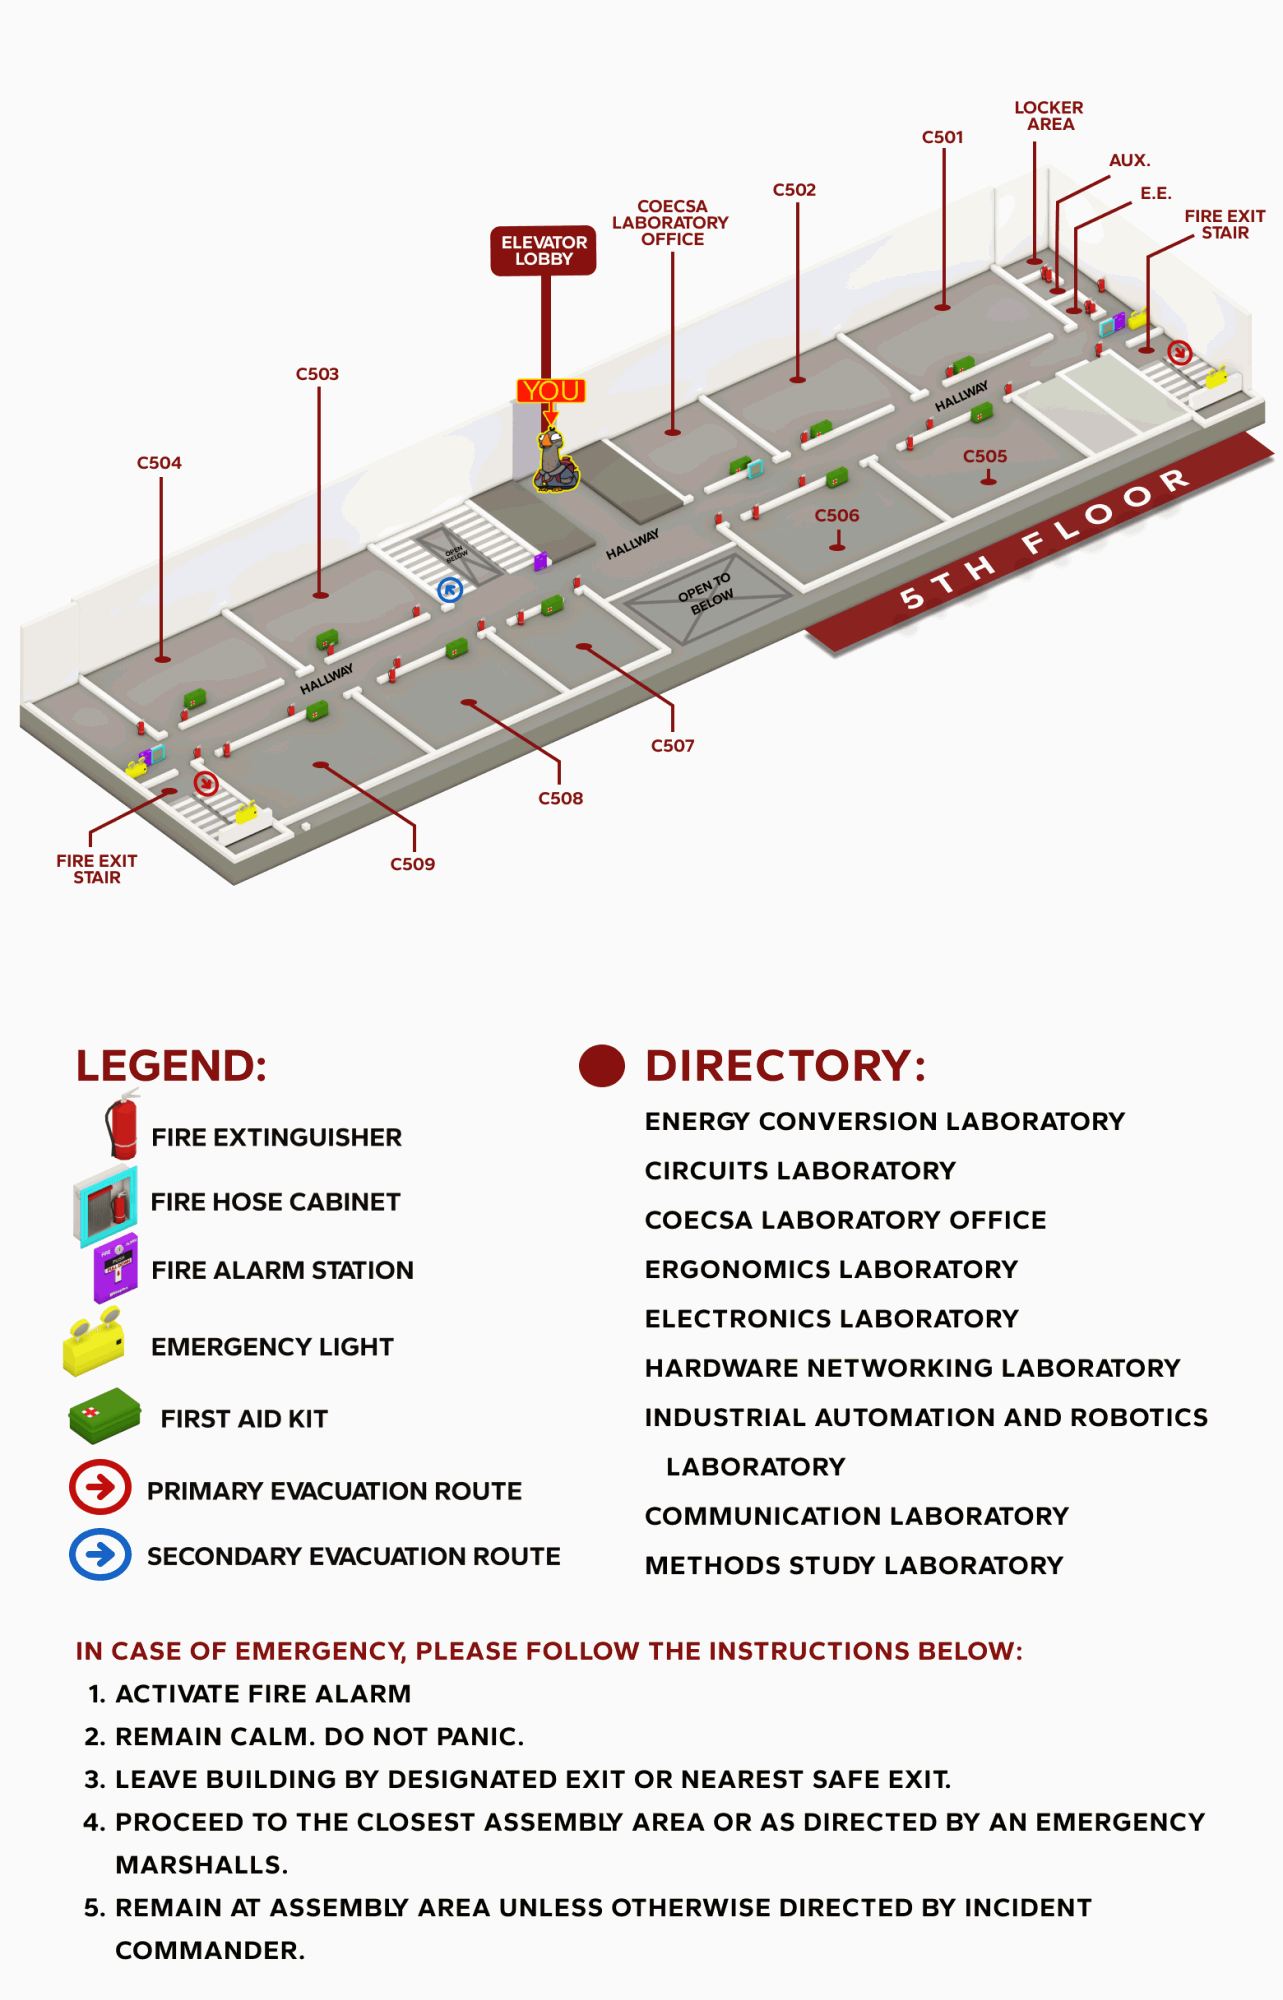 LOCKER
AREA
C501
AUX.
C502
E.E.
COECSA
LABORATORY
OFFICE
FIRE EXIT
STAIR
ELEVATOR
LOBBY
C503
YOU
HALLWAY
C504
C505
5TH FLOOR
C506
HALLWAY
OPEN
BELOW
OPEN TO
BELOW
HALLWAY
C507
C508
FIRE EXIT
STAIR
C509
LEGEND:
FIRE EXTINGUISHER
FIRE HOSE CABINET
FIRE ALARM STATION
EMERGENCY LIGHT
FIRST AID KIT
PRIMARY EVACUATION ROUTE
SECONDARY EVACUATION ROUTE
DIRECTORY:
ENERGY CONVERSION LABORATORY
CIRCUITS LABORATORY
COECSA LABORATORY OFFICE
ERGONOMICS LABORATORY
ELECTRONICS LABORATORY
HARDWARE NETWORKING LABORATORY
INDUSTRIAL AUTOMATION AND ROBOTICS
LABORATORY
COMMUNICATION LABORATORY
METHODS STUDY LABORATORY
IN CASE OF EMERGENCY, PLEASE FOLLOW THE INSTRUCTIONS BELOW:
1. ACTIVATE FIRE ALARM
2. REMAIN CALM. DO NOT PANIC.
3. LEAVE BUILDING BY DESIGNATED EXIT OR NEAREST SAFE EXIT.
4. PROCEED TO THE CLOSEST ASSEMBLY AREA OR AS DIRECTED BY AN EMERGENCY
MARSHALLS.
5. REMAIN AT ASSEMBLY AREA UNLESS OTHERWISE DIRECTED BY INCIDENT
COMMANDER.